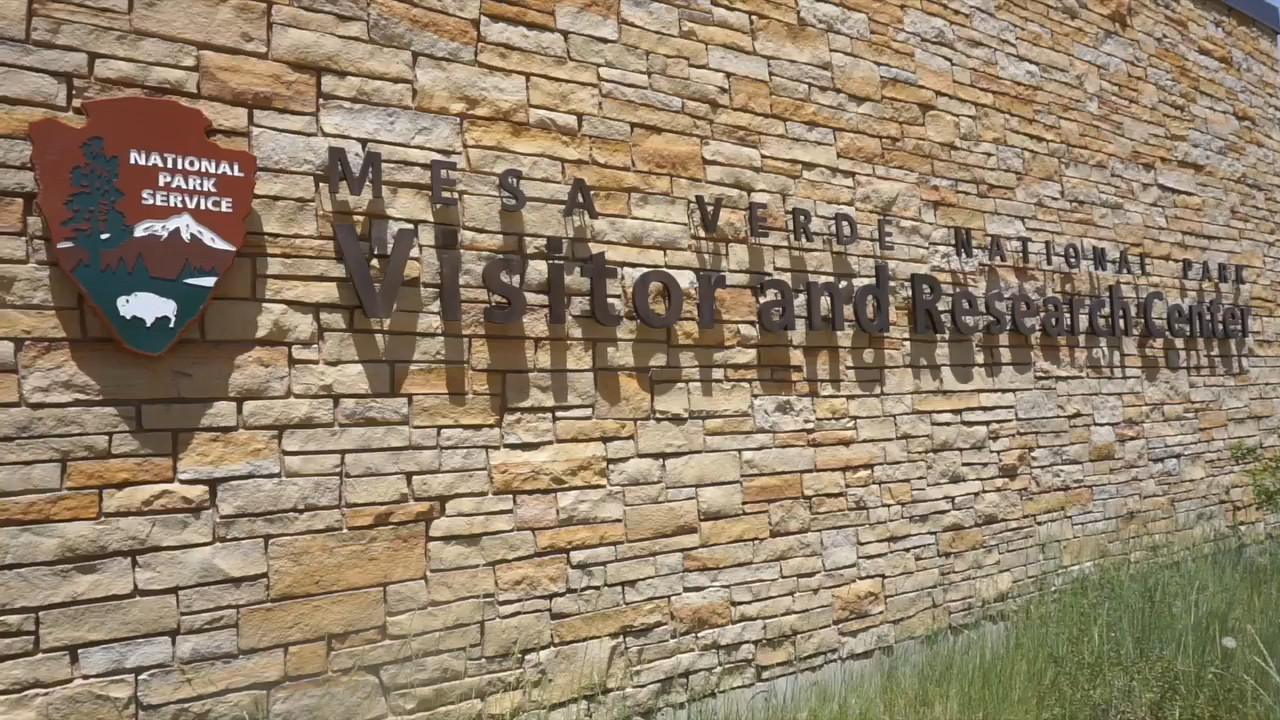 NATIONAL
PARK
SERVICE
MESA VERDE NATIONAL PARK
Visitor and Research Center